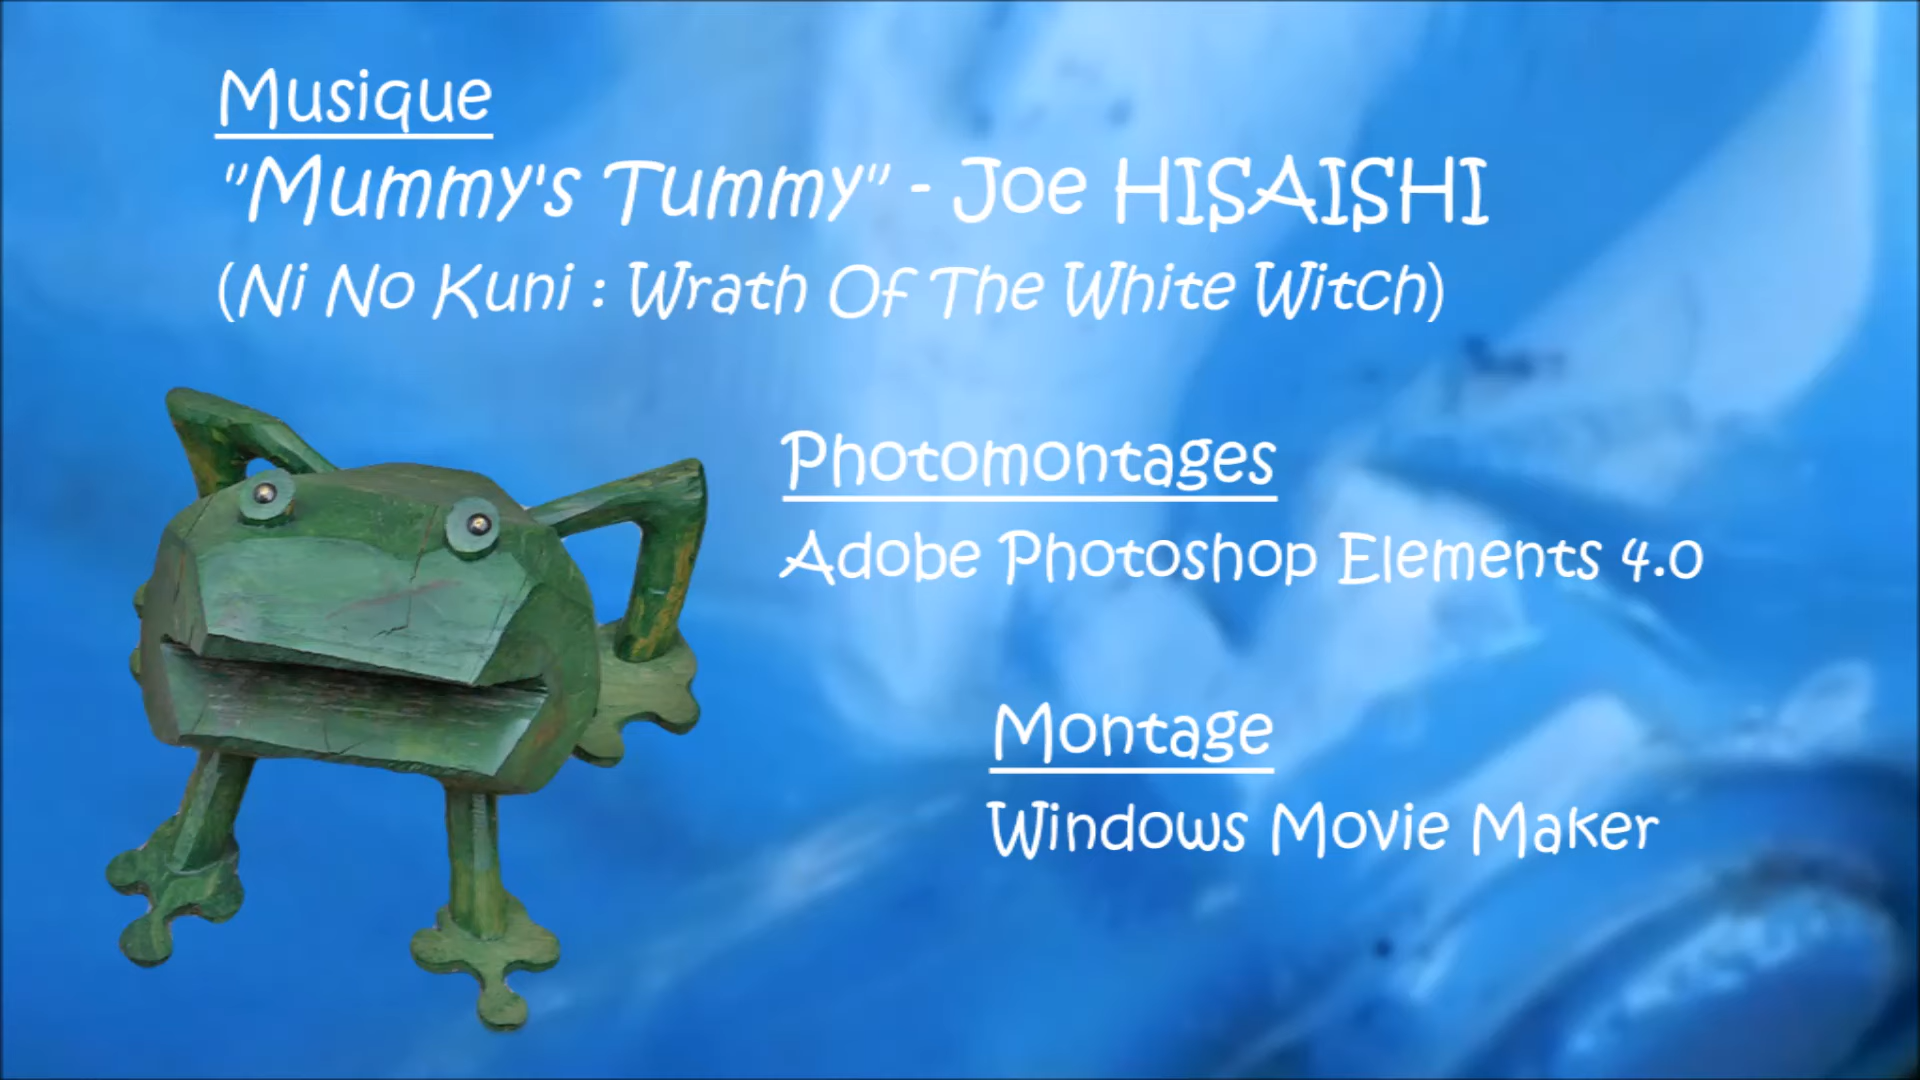 Musique
"Mummy's Tummy" - Joe HISAISHI
(Ni No Kuni : Wrath Of The White Witch)
Photomontages
Adobe Photoshop Elements 4.0
Montage
Windows Movie Maker